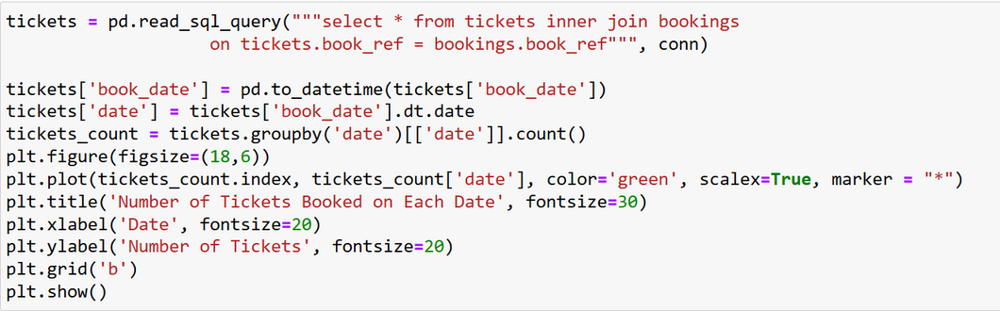 tickets = pd.read_sql_query("""select * from tickets inner join bookings
                    on tickets.book_ref = bookings.book_ref""", conn)

tickets['book_date'] = pd.to_datetime(tickets['book_date'])
tickets['date'] = tickets['book_date'].dt.date
tickets_count = tickets.groupby('date')[['date']].count()
plt.figure(figsize=(18,6))
plt.plot(tickets_count.index, tickets_count['date'], color='green', scalex=True, marker = "*")
plt.title('Number of Tickets Booked on Each Date', fontsize=30)
plt.xlabel('Date', fontsize=20)
plt.ylabel('Number of Tickets', fontsize=20)
plt.grid('b')
plt.show()